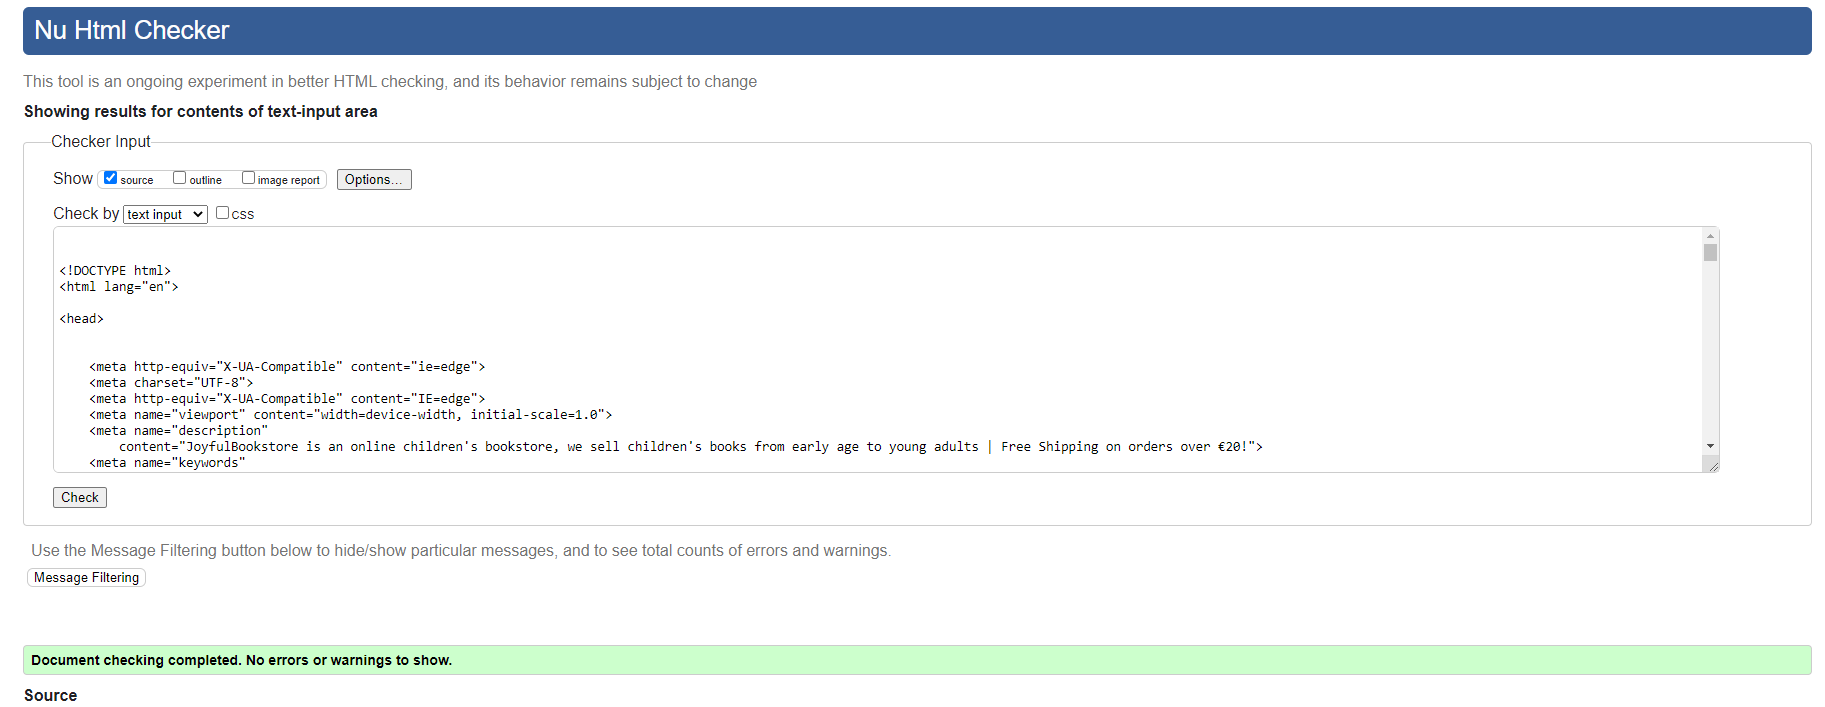 Nu Html Checker
This tool is an ongoing experiment in better HTML checking, and its behavior remains subject to change
Showing results for contents of text-input area
Checker Input
Show source outline image report Options...
Check by text input css
<!DOCTYPE html>
<html lang="en">
<head>
<meta http-equiv="X-UA-Compatible" content="ie=edge">
<meta charset="UTF-8">
<meta http-equiv="X-UA-Compatible" content="IE=edge">
<meta name="viewport" content="width=device-width, initial-scale=1.0">
<meta name="description"
content="JoyfulBookstore is an online children's bookstore, we sell children's books from early age to young adults | Free Shipping on orders over €20!">
<meta name="keywords"
Check
Use the Message Filtering button below to hide/show particular messages, and to see total counts of errors and warnings.
Message Filtering
Document checking completed. No errors or warnings to show.
Source